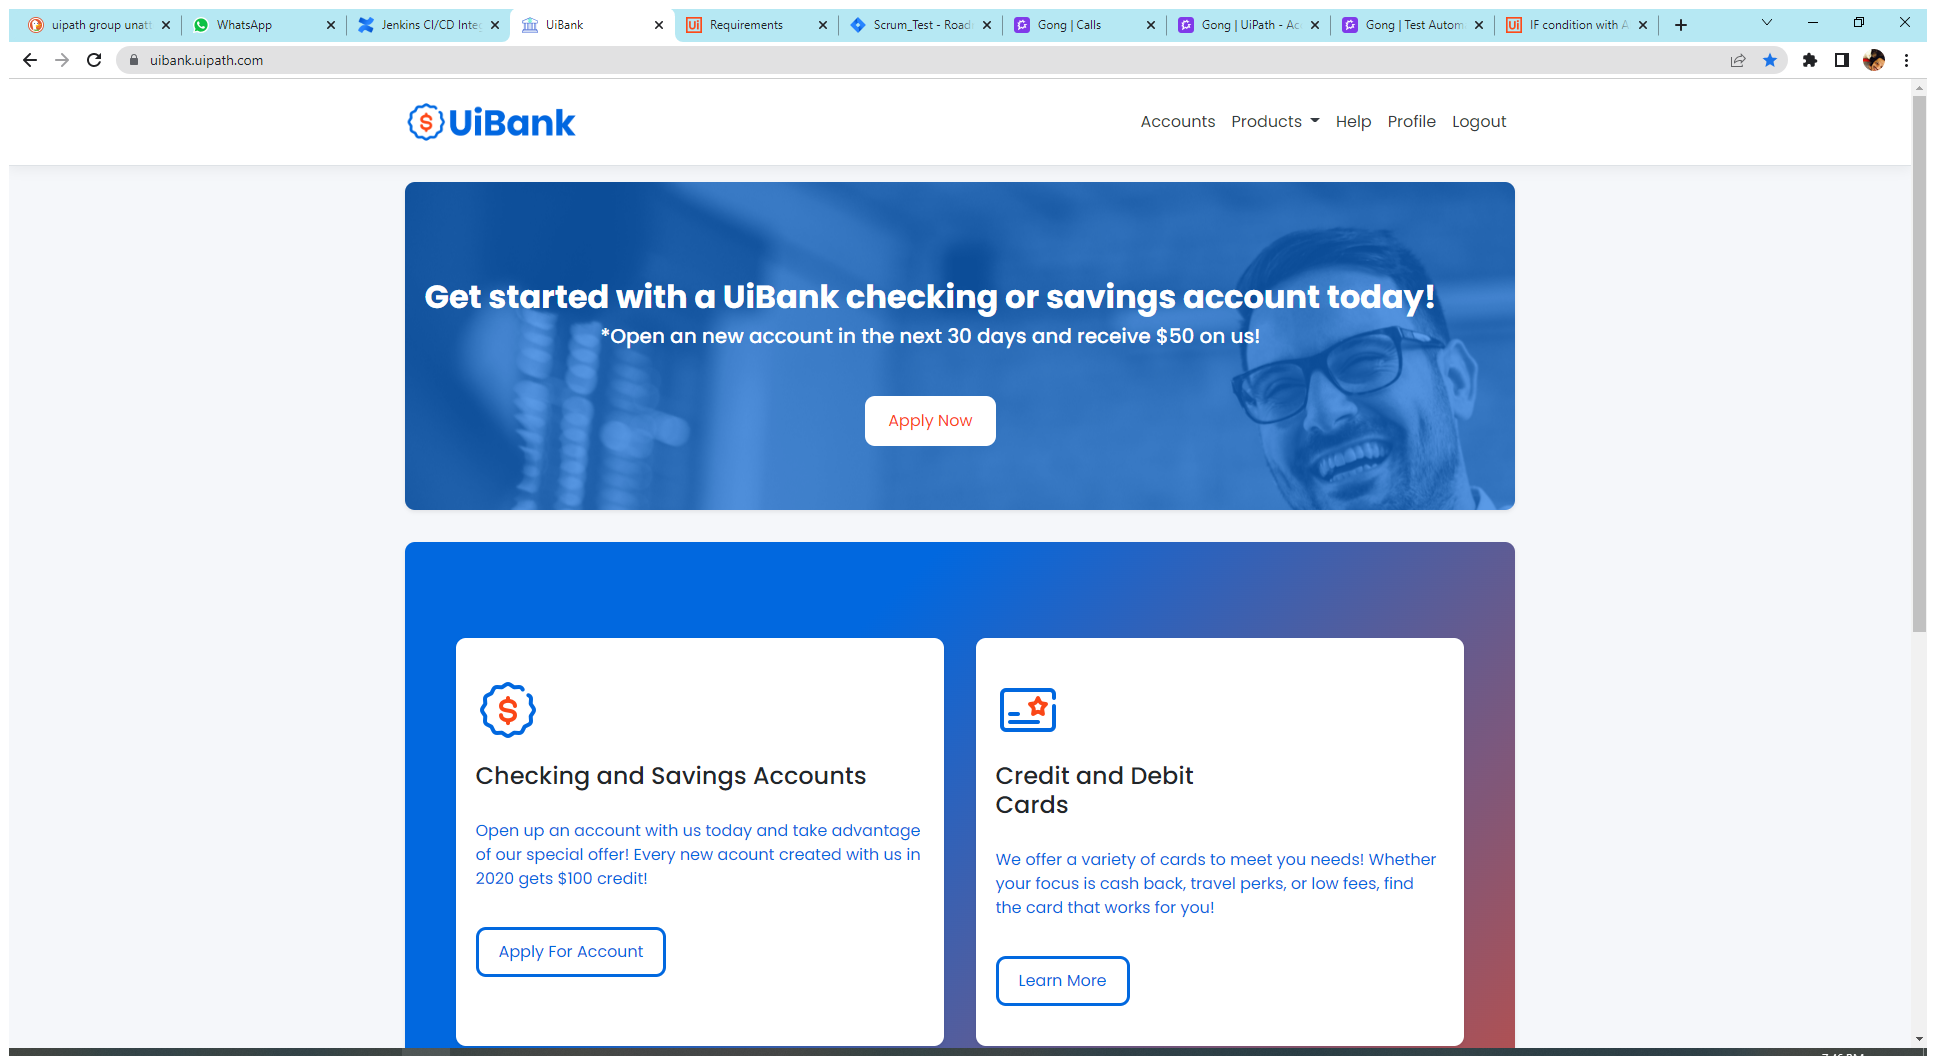 uipath group unatt
WhatsApp
Jenkins CI/CD Inte
UiBank
Requirements
Scrum_Test - Road
Gong | Calls
Gong | UiPath - Ac
Gong | Test Autom
IF condition with A
uibank.uipath.com
UiBank
Accounts
Products
Help
Profile
Logout
Get started with a UiBank checking or savings account today!
*Open an new account in the next 30 days and receive $50 on us!
Apply Now
Checking and Savings Accounts
Open up an account with us today and take advantage
of our special offer! Every new acount created with us in
2020 gets $100 credit!
Apply For Account
Credit and Debit
Cards
We offer a variety of cards to meet you needs! Whether
your focus is cash back, travel perks, or low fees, find
the card that works for you!
Learn More